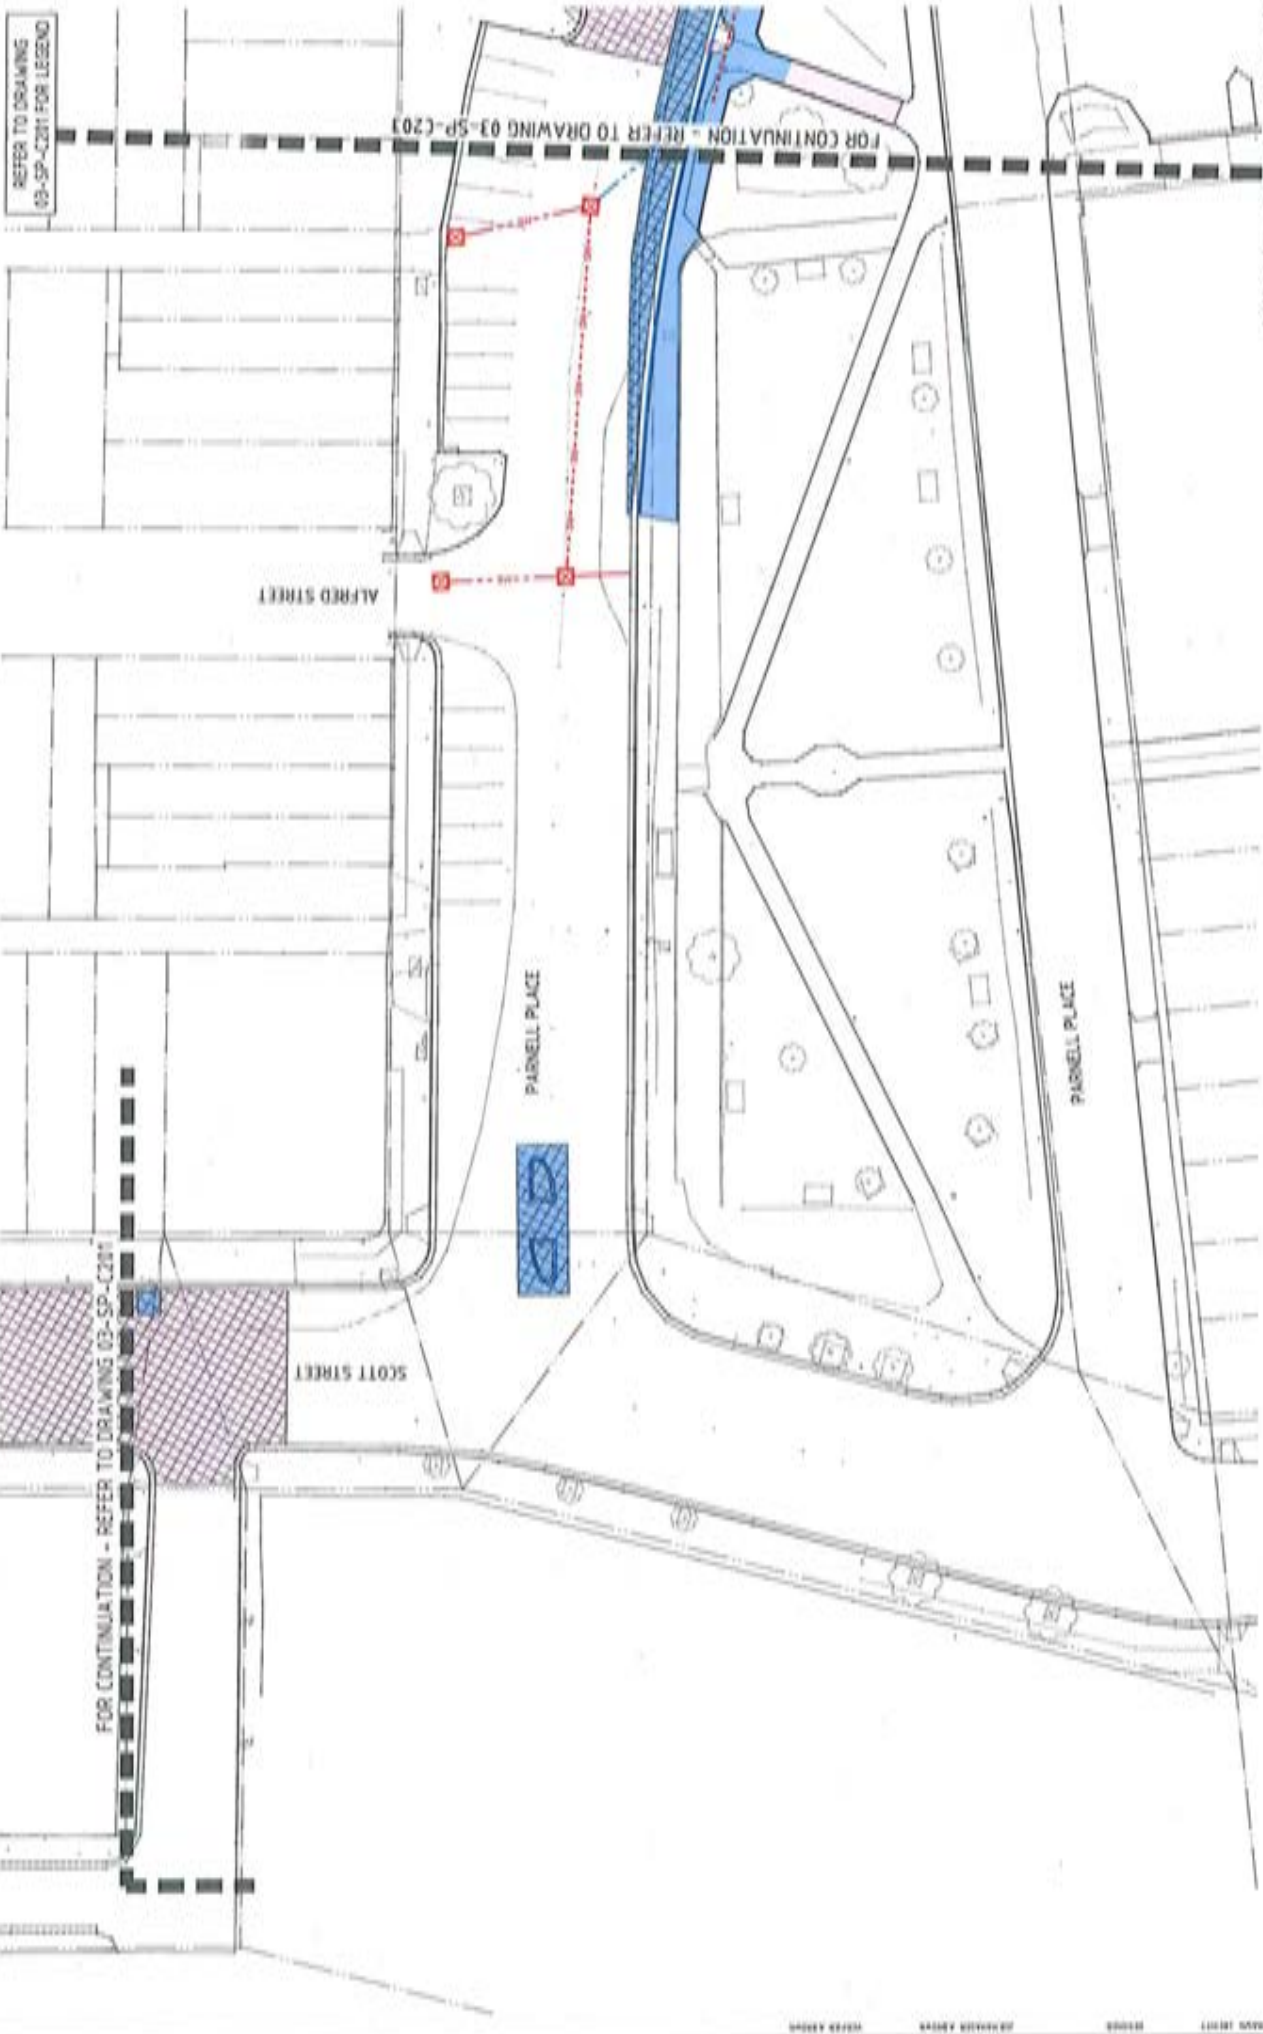 REFER TO DRAWING
03-SP-C201 FOR LEGEND
FOR CONTINUATION - REFER TO DRAWING 03-SP-C203
ALFRED STREET
PARNELL PLACE
PARNELL PLACE
FOR CONTINUATION - REFER TO DRAWING 03-SP-C201
SCOTT STREET